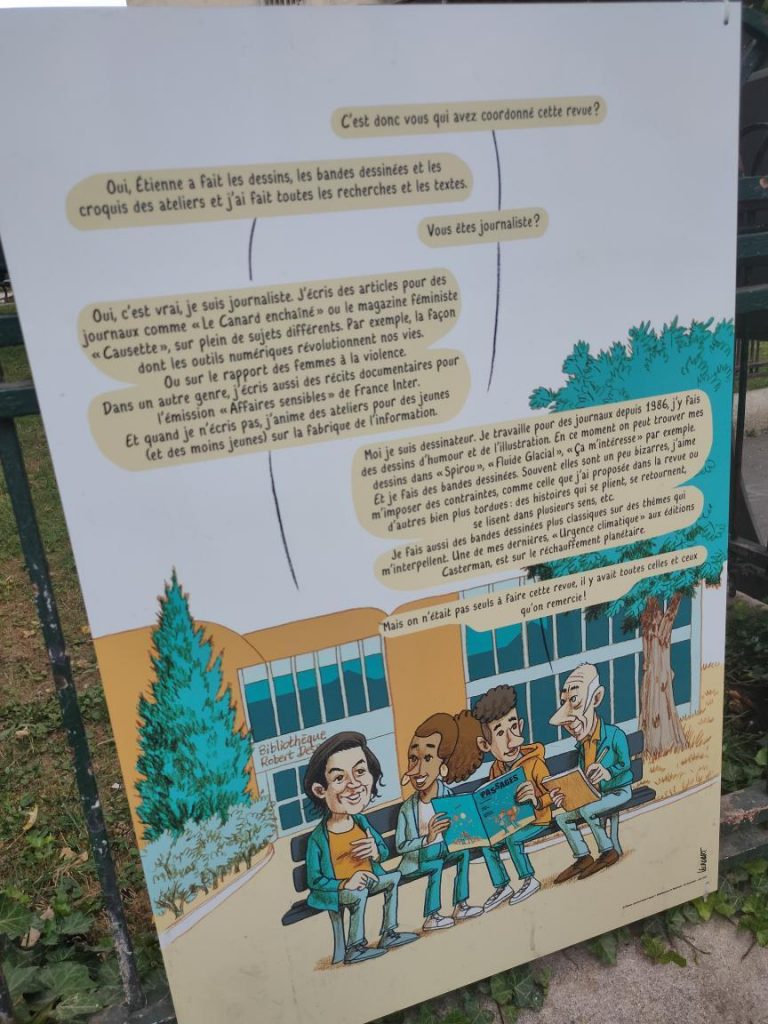 C'est donc vous qui avez coordonné cette revue?
Oui, Étienne a fait les dessins, les bandes dessinées et les
croquis des ateliers et j'ai fait toutes les recherches et les textes.
Vous êtes journaliste?
Oui, c'est vrai, je suis journaliste. J'écris des articles pour des
journaux comme «Le Canard enchaîné» ou le magazine féministe
«Causette», sur plein de sujets différents. Par exemple, la façon
dont les outils numériques révolutionnent nos vies.
Ou sur le rapport des femmes à la violence.
Dans un autre genre, j'écris aussi des récits documentaires pour
l'émission «Affaires sensibles» de France Inter.
Et quand je n'écris pas, j'anime des ateliers pour des jeunes
(et des moins jeunes) sur la fabrique de l'information.
Moi je suis dessinateur. Je travaille pour des journaux depuis 1986, j'y fais
des dessins d'humour et de l'illustration. En ce moment on peut trouver mes
dessins dans «Spirou», «Fluide Glacial», «Ça m'intéresse» par exemple.
Et je fais des bandes dessinées. Souvent elles sont un peu bizarres, j'aime
m'imposer des contraintes, comme celle que j'ai proposée dans la revue ou
d'autres bien plus tordues : des histoires qui se plient, se retournent,
se lisent dans plusieurs sens, etc.
Je fais aussi des bandes dessinées plus classiques sur des thèmes qui
m'interpellent. Une de mes dernières, «Urgence climatique» aux éditions
Casterman, est sur le réchauffement planétaire.
Mais on n'était pas seuls à faire cette revue, il y avait toutes celles et ceux
qu'on remercie!
Bibliothèque
Robert
PASSAGES